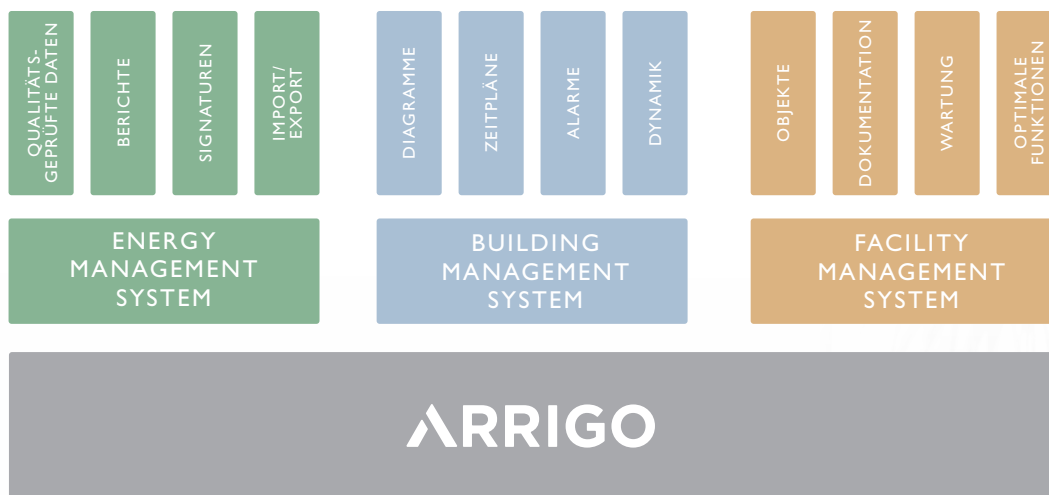 QUALITÄTS-
GEPRÜFTE DATEN
BERICHTE
SIGNATUREN
IMPORT/
EXPORT
DIAGRAMME
ZEITPLÄNE
ALARME
DYNAMIK
OBJEKTE
DOKUMENTATION
WARTUNG
OPTIMALE
FUNKTIONEN
ENERGY
MANAGEMENT
SYSTEM
BUILDING
MANAGEMENT
SYSTEM
FACILITY
MANAGEMENT
SYSTEM
ARRIGO